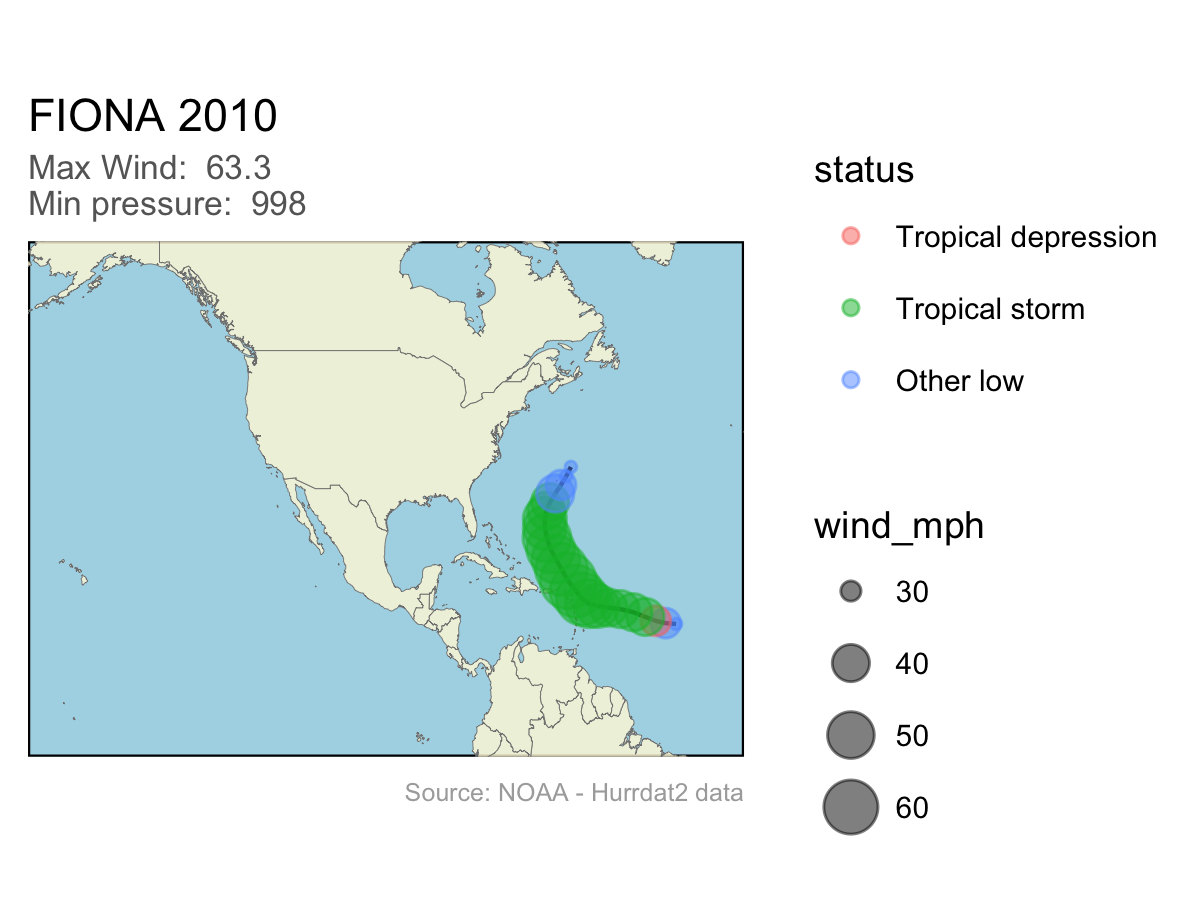 FIONA 2010
Max Wind:  63.3
Min pressure:  998
status
Tropical depression
Tropical storm
Other low
wind_mph
30
40
50
60
Source: NOAA - Hurrdat2 data